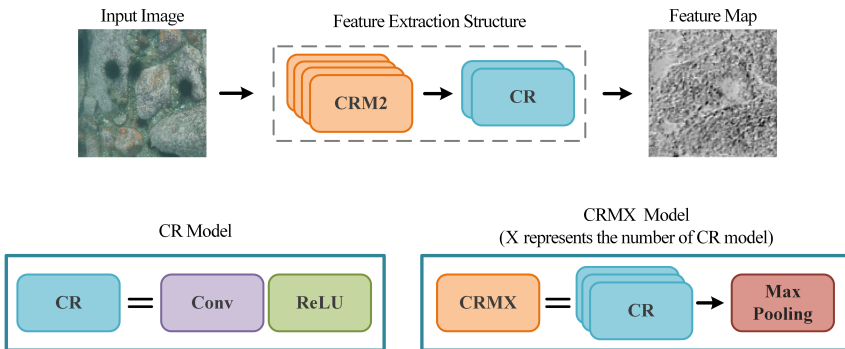 Input Image
Feature Extraction Structure
Feature Map
CRM2
CR
CR Model
CRMX Model
(X represents the number of CR model)
CR
=
Conv
ReLU
CRMX
=
CR
Max
Pooling